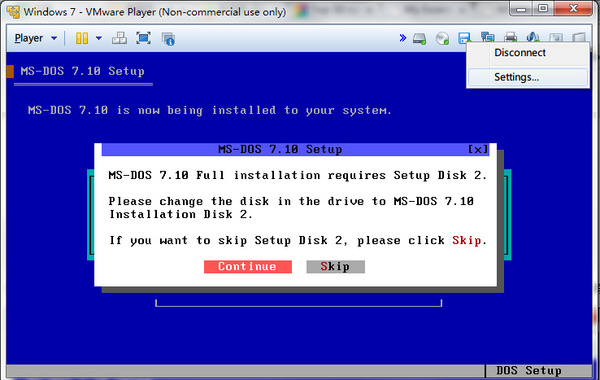 Windows 7 - VMware Player (Non-commercial use only)
Player
Disconnect
Settings...
MS-DOS 7.10 Setup
MS-DOS 7.10 is now being installed to your system.
MS-DOS 7.10 Setup [x]
MS-DOS 7.10 Full installation requires Setup Disk 2.
Please change the disk in the drive to MS-DOS 7.10
Installation Disk 2.
If you want to skip Setup Disk 2, please click Skip.
Continue Skip
DOS Setup